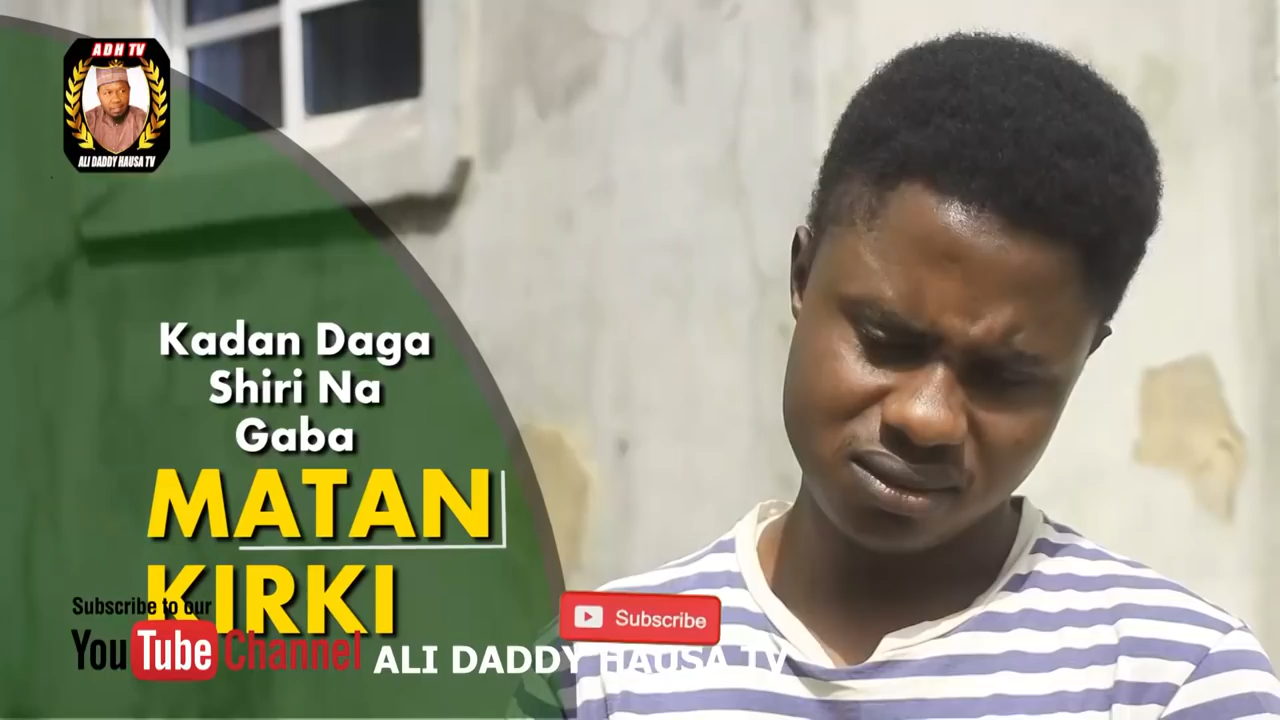 ADH TV
ALI DADDY HAUSA TV
Kadan Daga
Shiri Na
Gaba
MATAN
KIRKI
Subscribe to our
YouTube Channel
Subscribe
ALI DADDY HAUSA TV